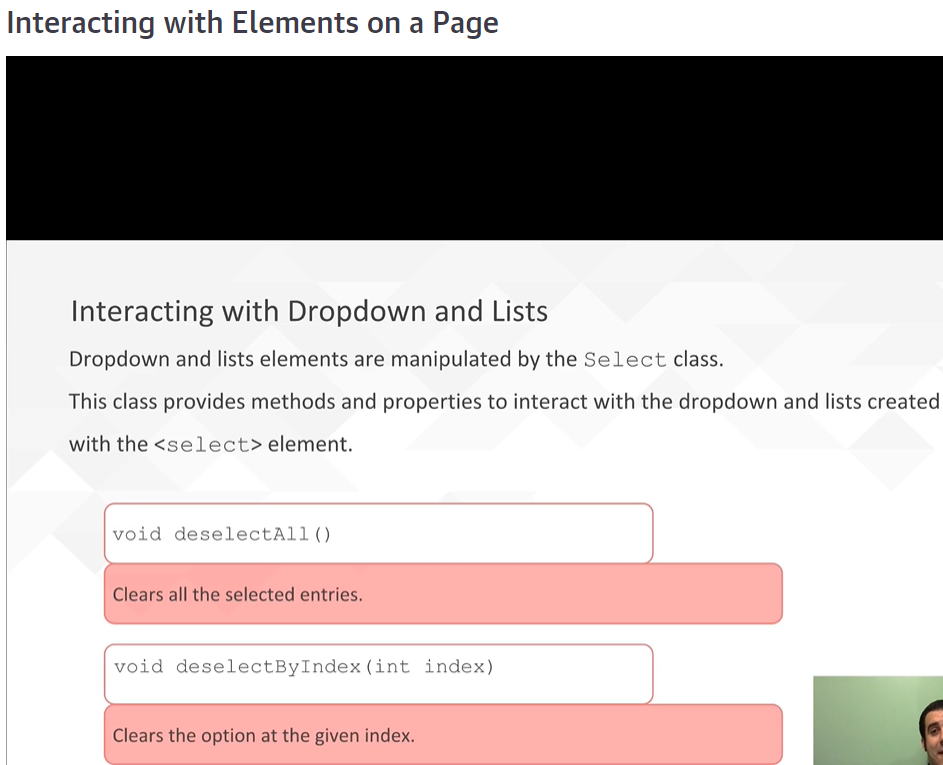 Interacting with Elements on a Page
Interacting with Dropdown and Lists
Dropdown and lists elements are manipulated by the Select class.
This class provides methods and properties to interact with the dropdown and lists created
with the <select> element.
void deselectAll()
Clears all the selected entries.
void deselectByIndex(int index)
Clears the option at the given index.